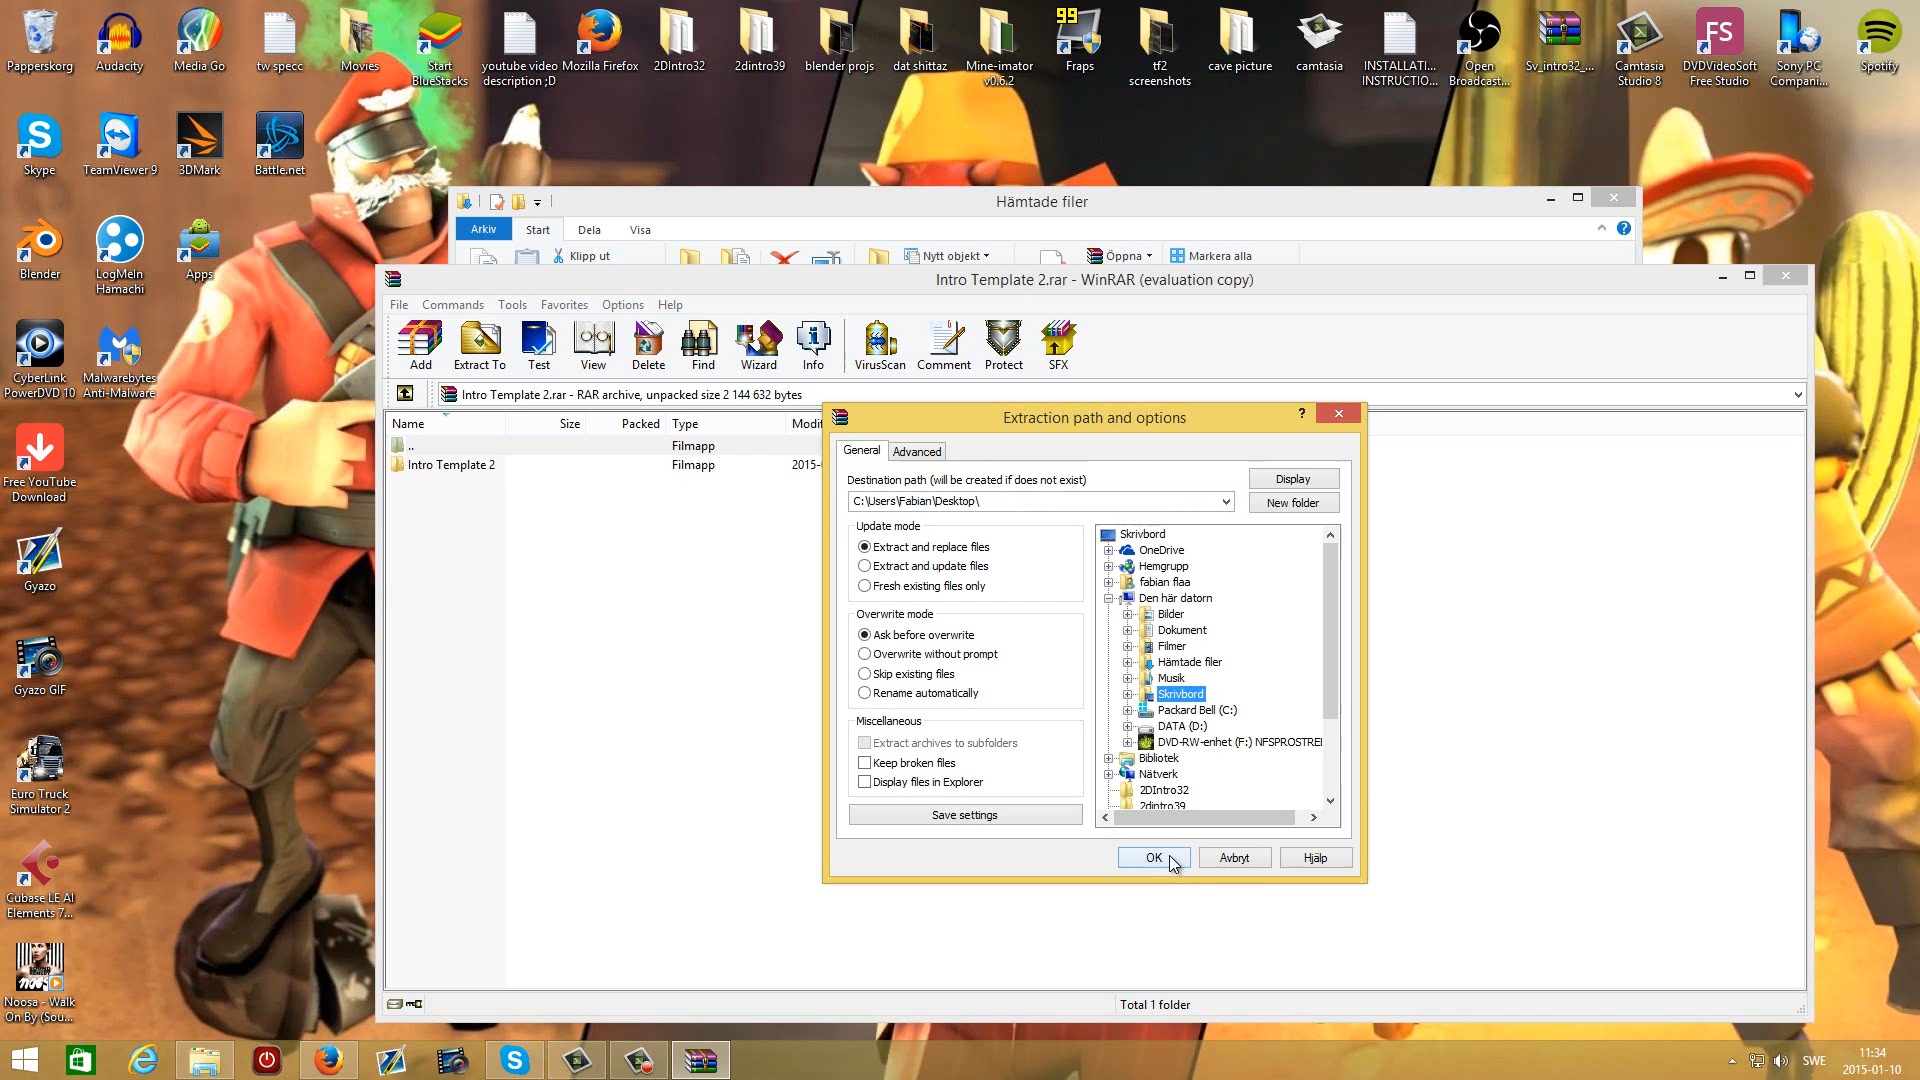 Papperskorg
Audacity
Media Go
tw specc
Movies
Start
BlueStacks
youtube video
description ;D
Mozilla Firefox
2DIntro32
2dintro39
blender projs
dat shittaz
Mine-imator
v0.6.2
99
Fraps
tf2
screenshots
cave picture
camtasia
INSTALLATI...
INSTRUCTIO...
Open
Broadcast...
Sv_intro32_...
Camtasia
Studio 8
FS
DVDVideoSoft
Free Studio
Sony PC
Compani...
Spotify
Skype
TeamViewer 9
3DMark
Battle.net
Blender
LogMeIn
Hamachi
Apps
CyberLink
PowerDVD 10
Malwarebytes
Anti-Malware
Free YouTube
Download
Gyazo
Gyazo GIF
Euro Truck
Simulator 2
Cubase LE AI
Elements 7...
Noosa - Walk
On By (Sou...
Hämtade filer
Arkiv Start Dela Visa
Klipp ut
Nytt objekt
Öppna
Markera alla
Intro Template 2.rar - WinRAR (evaluation copy)
File Commands Tools Favorites Options Help
Add Extract To Test View Delete Find Wizard Info VirusScan Comment Protect SFX
Intro Template 2.rar - RAR archive, unpacked size 2 144 632 bytes
Name Size Packed Type Modif
.. Filmapp
Intro Template 2 Filmapp 2015-
Extraction path and options
General Advanced
Destination path (will be created if does not exist)
Display
C:\Users\Fabian\Desktop\
New folder
Update mode
Extract and replace files
Extract and update files
Fresh existing files only
Overwrite mode
Ask before overwrite
Overwrite without prompt
Skip existing files
Rename automatically
Miscellaneous
Extract archives to subfolders
Keep broken files
Display files in Explorer
Save settings
Skrivbord
OneDrive
Hemgrupp
fabian flaa
Den här datorn
Bilder
Dokument
Filmer
Hämtade filer
Musik
Skrivbord
Packard Bell (C:)
DATA (D:)
DVD-RW-enhet (F:) NFSPROSTREI
Bibliotek
Nätverk
2DIntro32
2dintro39
OK Avbryt Hjälp
Total 1 folder
SWE
11:34
2015-01-10